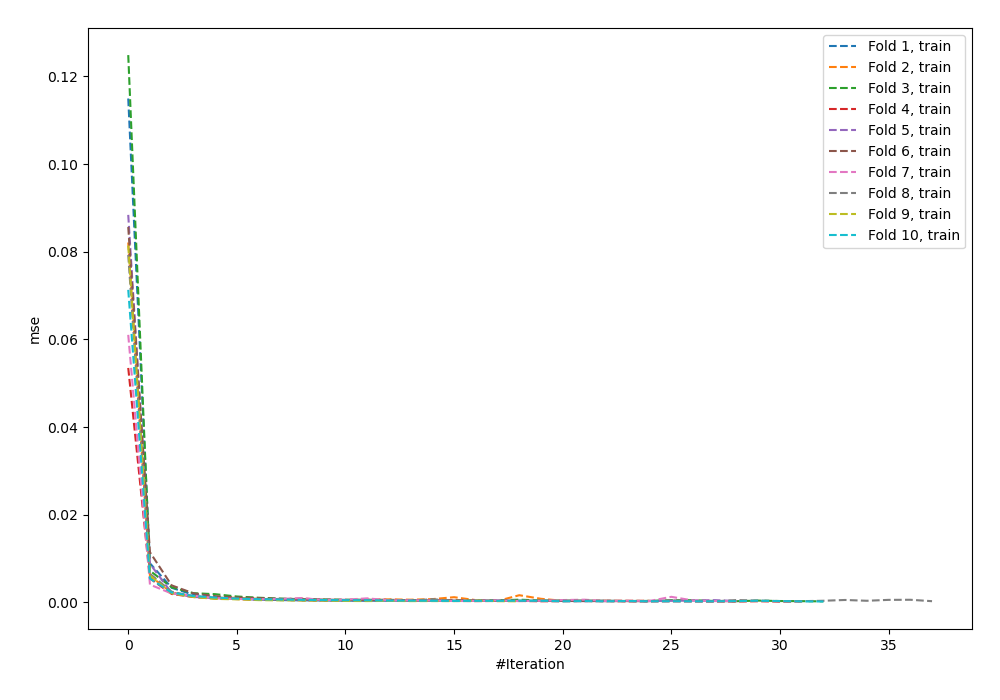 Fold 1, train
Fold 2, train
Fold 3, train
Fold 4, train
Fold 5, train
Fold 6, train
Fold 7, train
Fold 8, train
Fold 9, train
Fold 10, train
0.12
0.10
0.08
0.06
0.04
0.02
0.00
mse
0 5 10 15 20 25 30 35
#Iteration